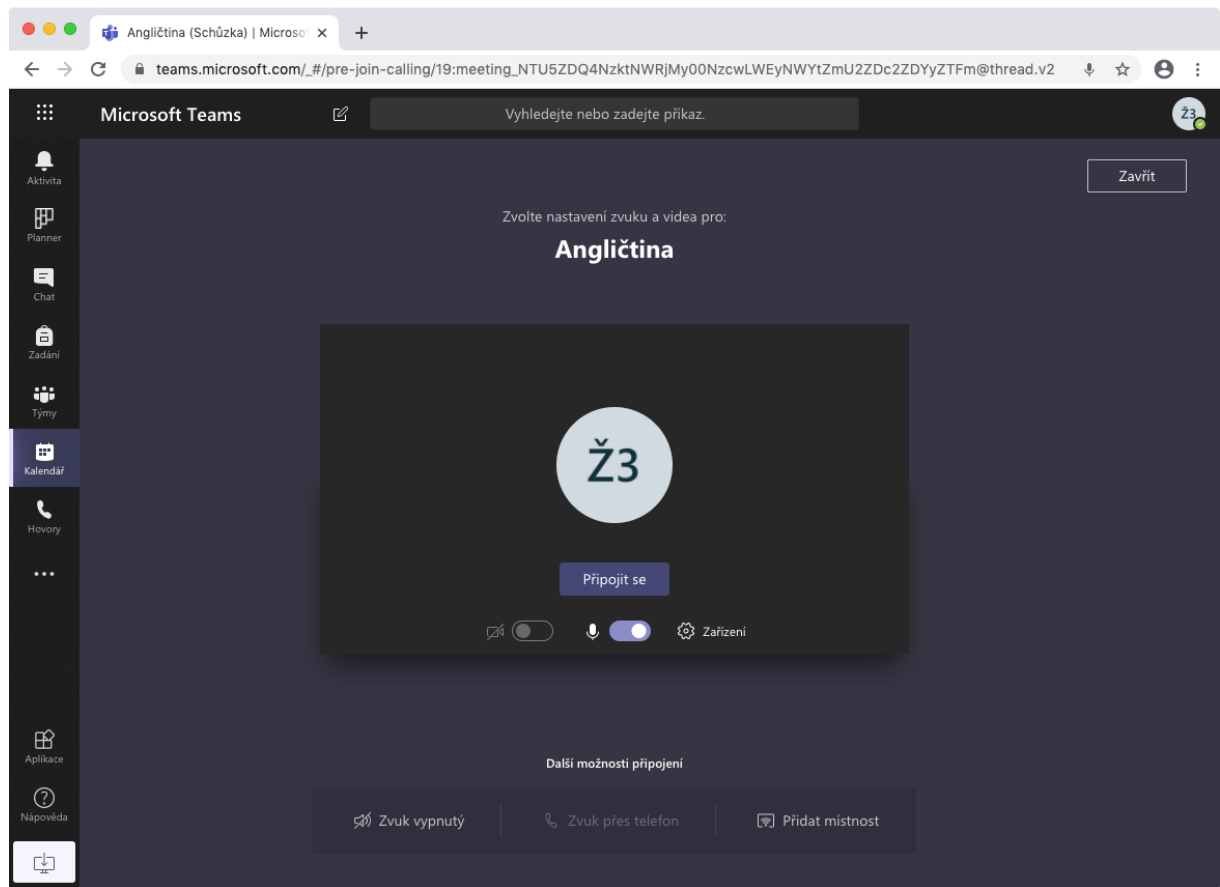 Angličtina (Schůzka) | Microso
teams.microsoft.com/_#/pre-join-calling/19:meeting_NTU5ZDQ4NzktNWRjMy00NzcwLWEyNWYtZmU2ZDc2ZDYyZTFm@thread.v2
Microsoft Teams
Vyhledejte nebo zadejte příkaz.
Ž3
Aktivita
Planner
Chat
Zadání
Týmy
Kalendář
Hovory
Aplikace
Nápověda
Zavřít
Zvolte nastavení zvuku a videa pro:
Angličtina
Ž3
Připojit se
Zařízení
Další možnosti připojení
Zvuk vypnutý
Zvuk přes telefon
Přidat místnost